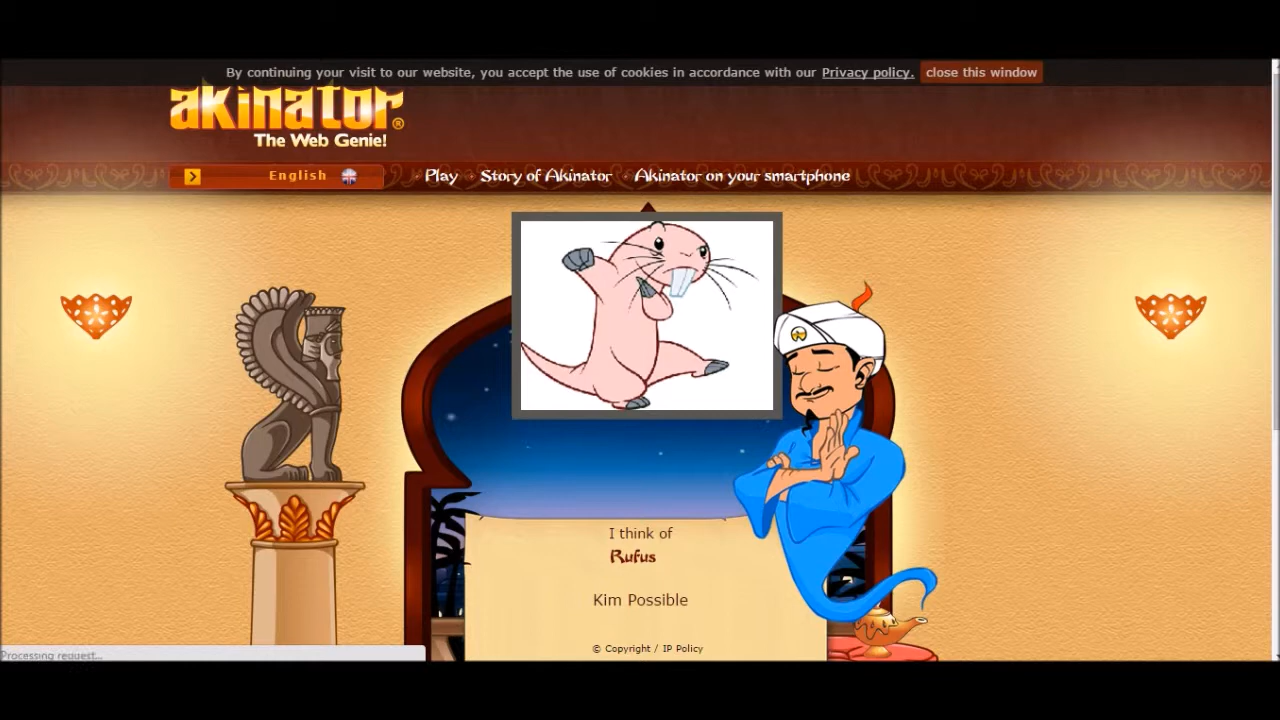 By continuing your visit to our website, you accept the use of cookies in accordance with our Privacy policy. close this window
akinator®
The Web Genie!
English
· Play · Story of Akinator · Akinator on your smartphone
I think of
Rufus
Kim Possible
© Copyright / IP Policy
Processing request...